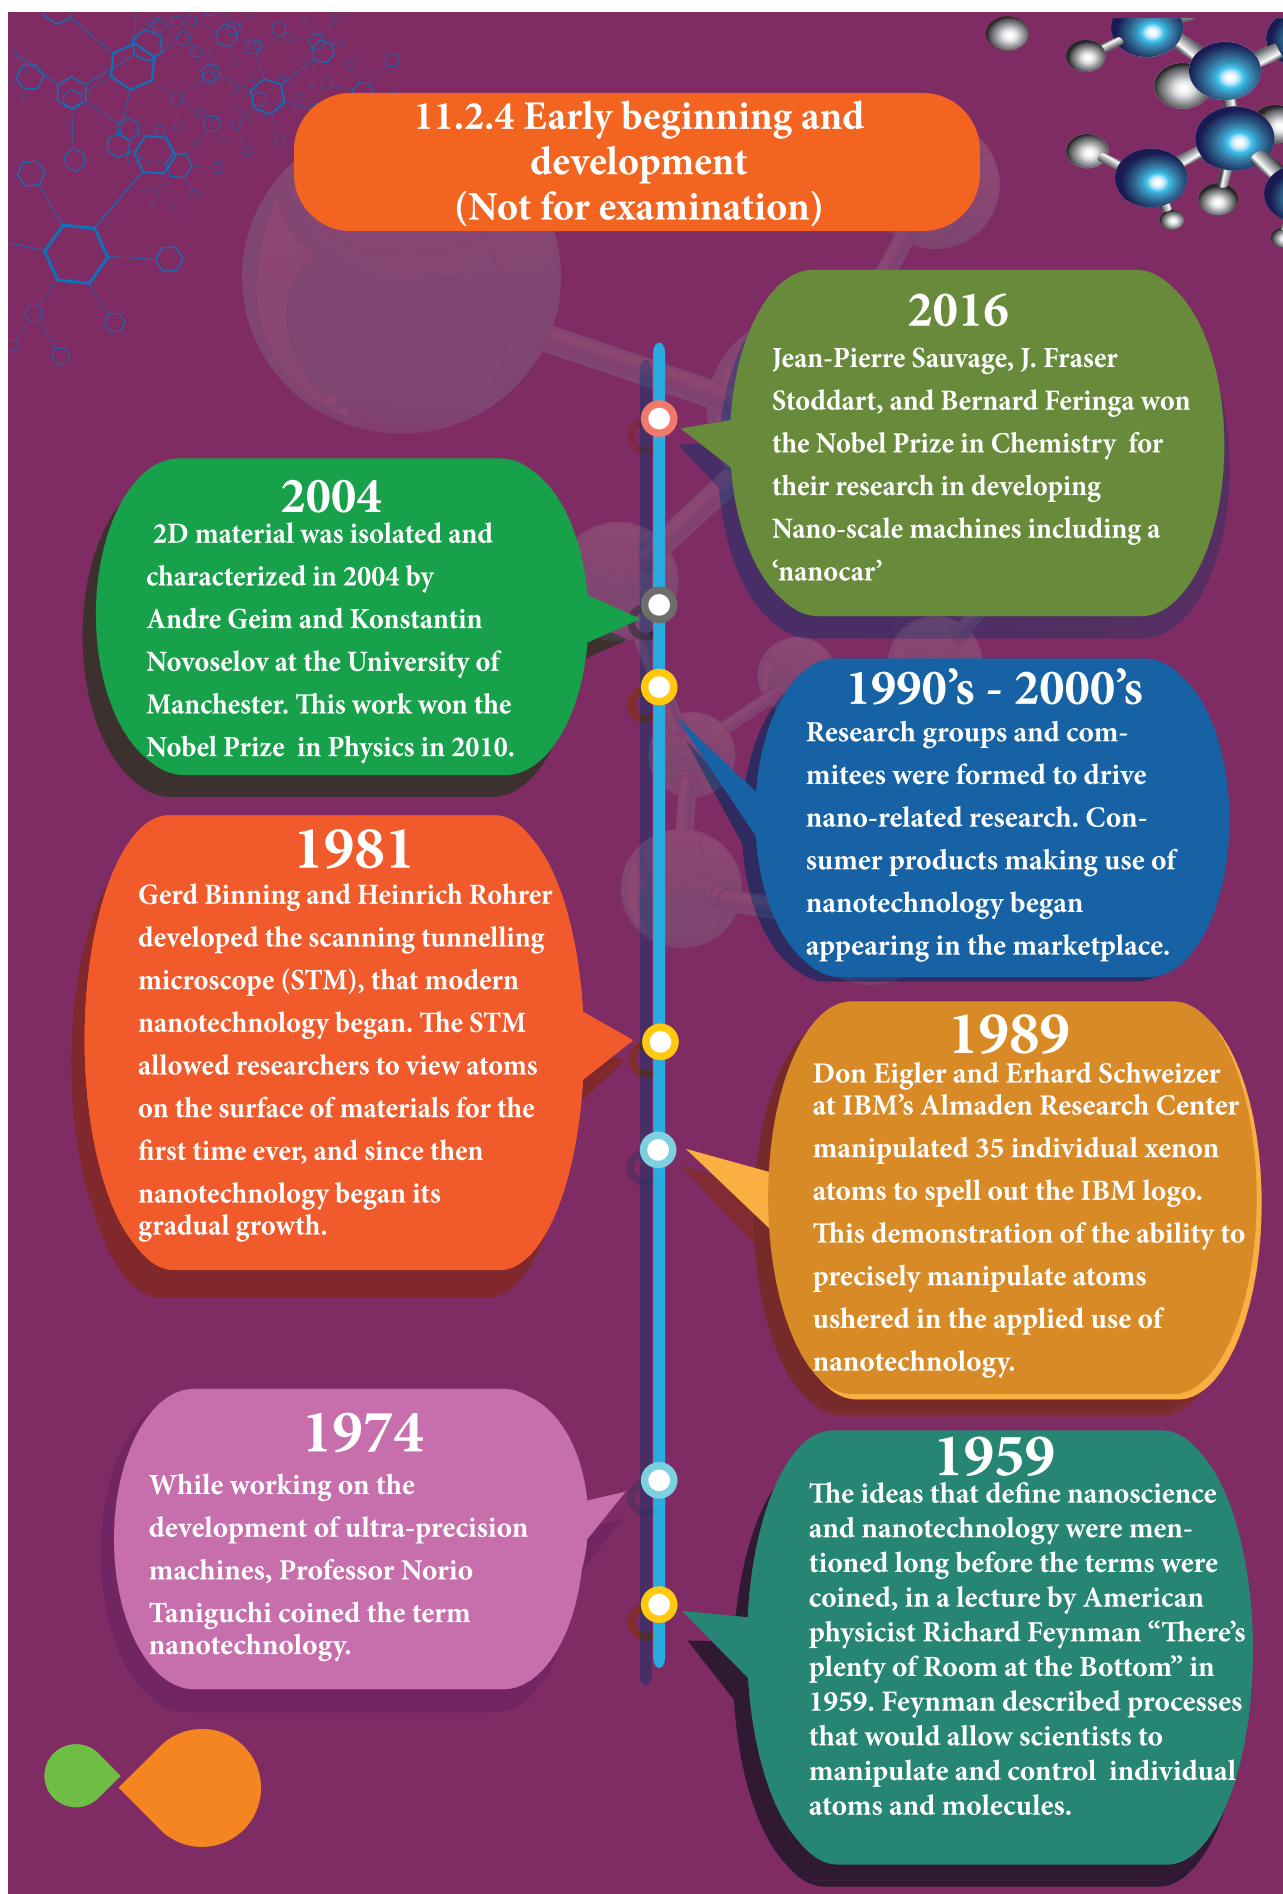 11.2.4 Early beginning and
development
(Not for examination)
2016
Jean-Pierre Sauvage, J. Fraser
Stoddart, and Bernard Feringa won
the Nobel Prize in Chemistry for
their research in developing
Nano-scale machines including a
‘nanocar’
2004
2D material was isolated and
characterized in 2004 by
Andre Geim and Konstantin
Novoselov at the University of
Manchester. This work won the
Nobel Prize in Physics in 2010.
1990’s - 2000’s
Research groups and com-
mitees were formed to drive
nano-related research. Con-
sumer products making use of
nanotechnology began
appearing in the marketplace.
1981
Gerd Binning and Heinrich Rohrer
developed the scanning tunnelling
microscope (STM), that modern
nanotechnology began. The STM
allowed researchers to view atoms
on the surface of materials for the
first time ever, and since then
nanotechnology began its
gradual growth.
1989
Don Eigler and Erhard Schweizer
at IBM’s Almaden Research Center
manipulated 35 individual xenon
atoms to spell out the IBM logo.
This demonstration of the ability to
precisely manipulate atoms
ushered in the applied use of
nanotechnology.
1974
While working on the
development of ultra-precision
machines, Professor Norio
Taniguchi coined the term
nanotechnology.
1959
The ideas that define nanoscience
and nanotechnology were men-
tioned long before the terms were
coined, in a lecture by American
physicist Richard Feynman “There’s
plenty of Room at the Bottom” in
1959. Feynman described processes
that would allow scientists to
manipulate and control individual
atoms and molecules.